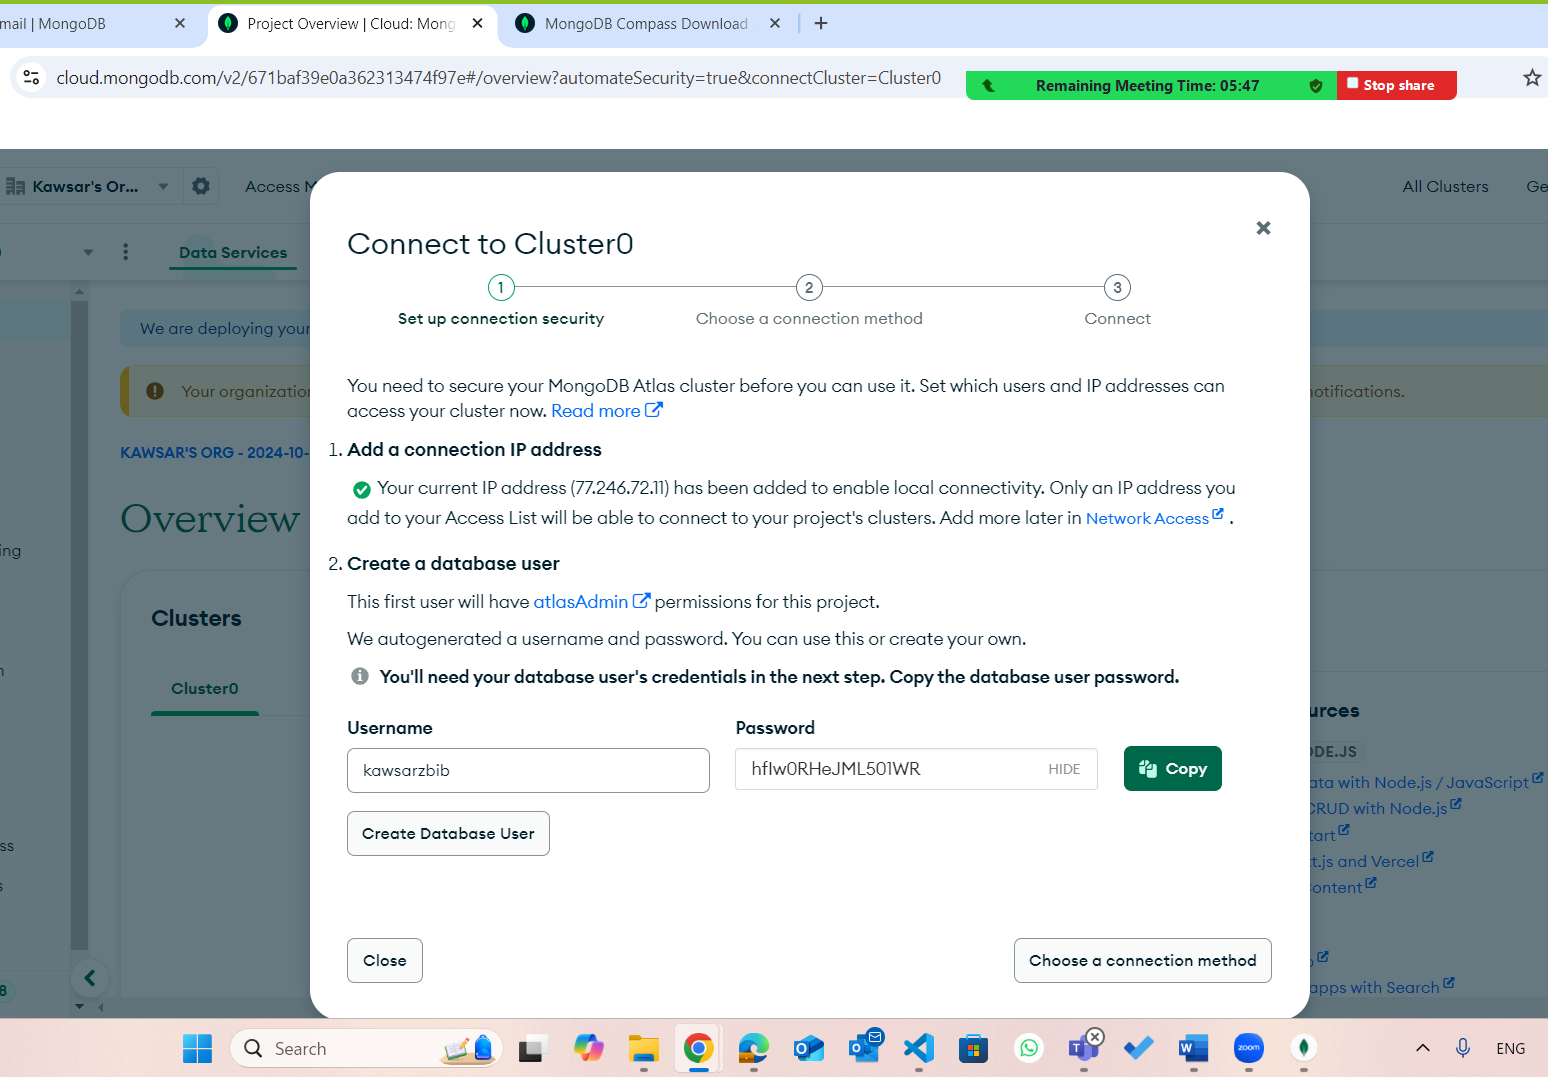 mail | MongoDB
Project Overview | Cloud: Mong
MongoDB Compass Download
cloud.mongodb.com/v2/671baf39e0a362313474f97e#/overview?automateSecurity=true&connectCluster=Cluster0
Remaining Meeting Time: 05:47
Stop share
Kawsar's Or...
Access M
All Clusters
Ge
Data Services
We are deploying your
Your organization
notifications.
KAWSAR'S ORG - 2024-10-
Overview
Clusters
Cluster0
Connect to Cluster0
1
2
3
Set up connection security
Choose a connection method
Connect
You need to secure your MongoDB Atlas cluster before you can use it. Set which users and IP addresses can
access your cluster now. Read more
1. Add a connection IP address
Your current IP address (77.246.72.11) has been added to enable local connectivity. Only an IP address you
add to your Access List will be able to connect to your project's clusters. Add more later in Network Access .
2. Create a database user
This first user will have atlasAdmin permissions for this project.
We autogenerated a username and password. You can use this or create your own.
You'll need your database user's credentials in the next step. Copy the database user password.
Username
Password
kawsarzbib
hfIw0RHeJML501WR
HIDE
Copy
Create Database User
Close
Choose a connection method
ing
ss
s
8
urces
DE.JS
ata with Node.js / JavaScript
CRUD with Node.js
tart
t.js and Vercel
ontent
apps with Search
Search
zoom
ENG